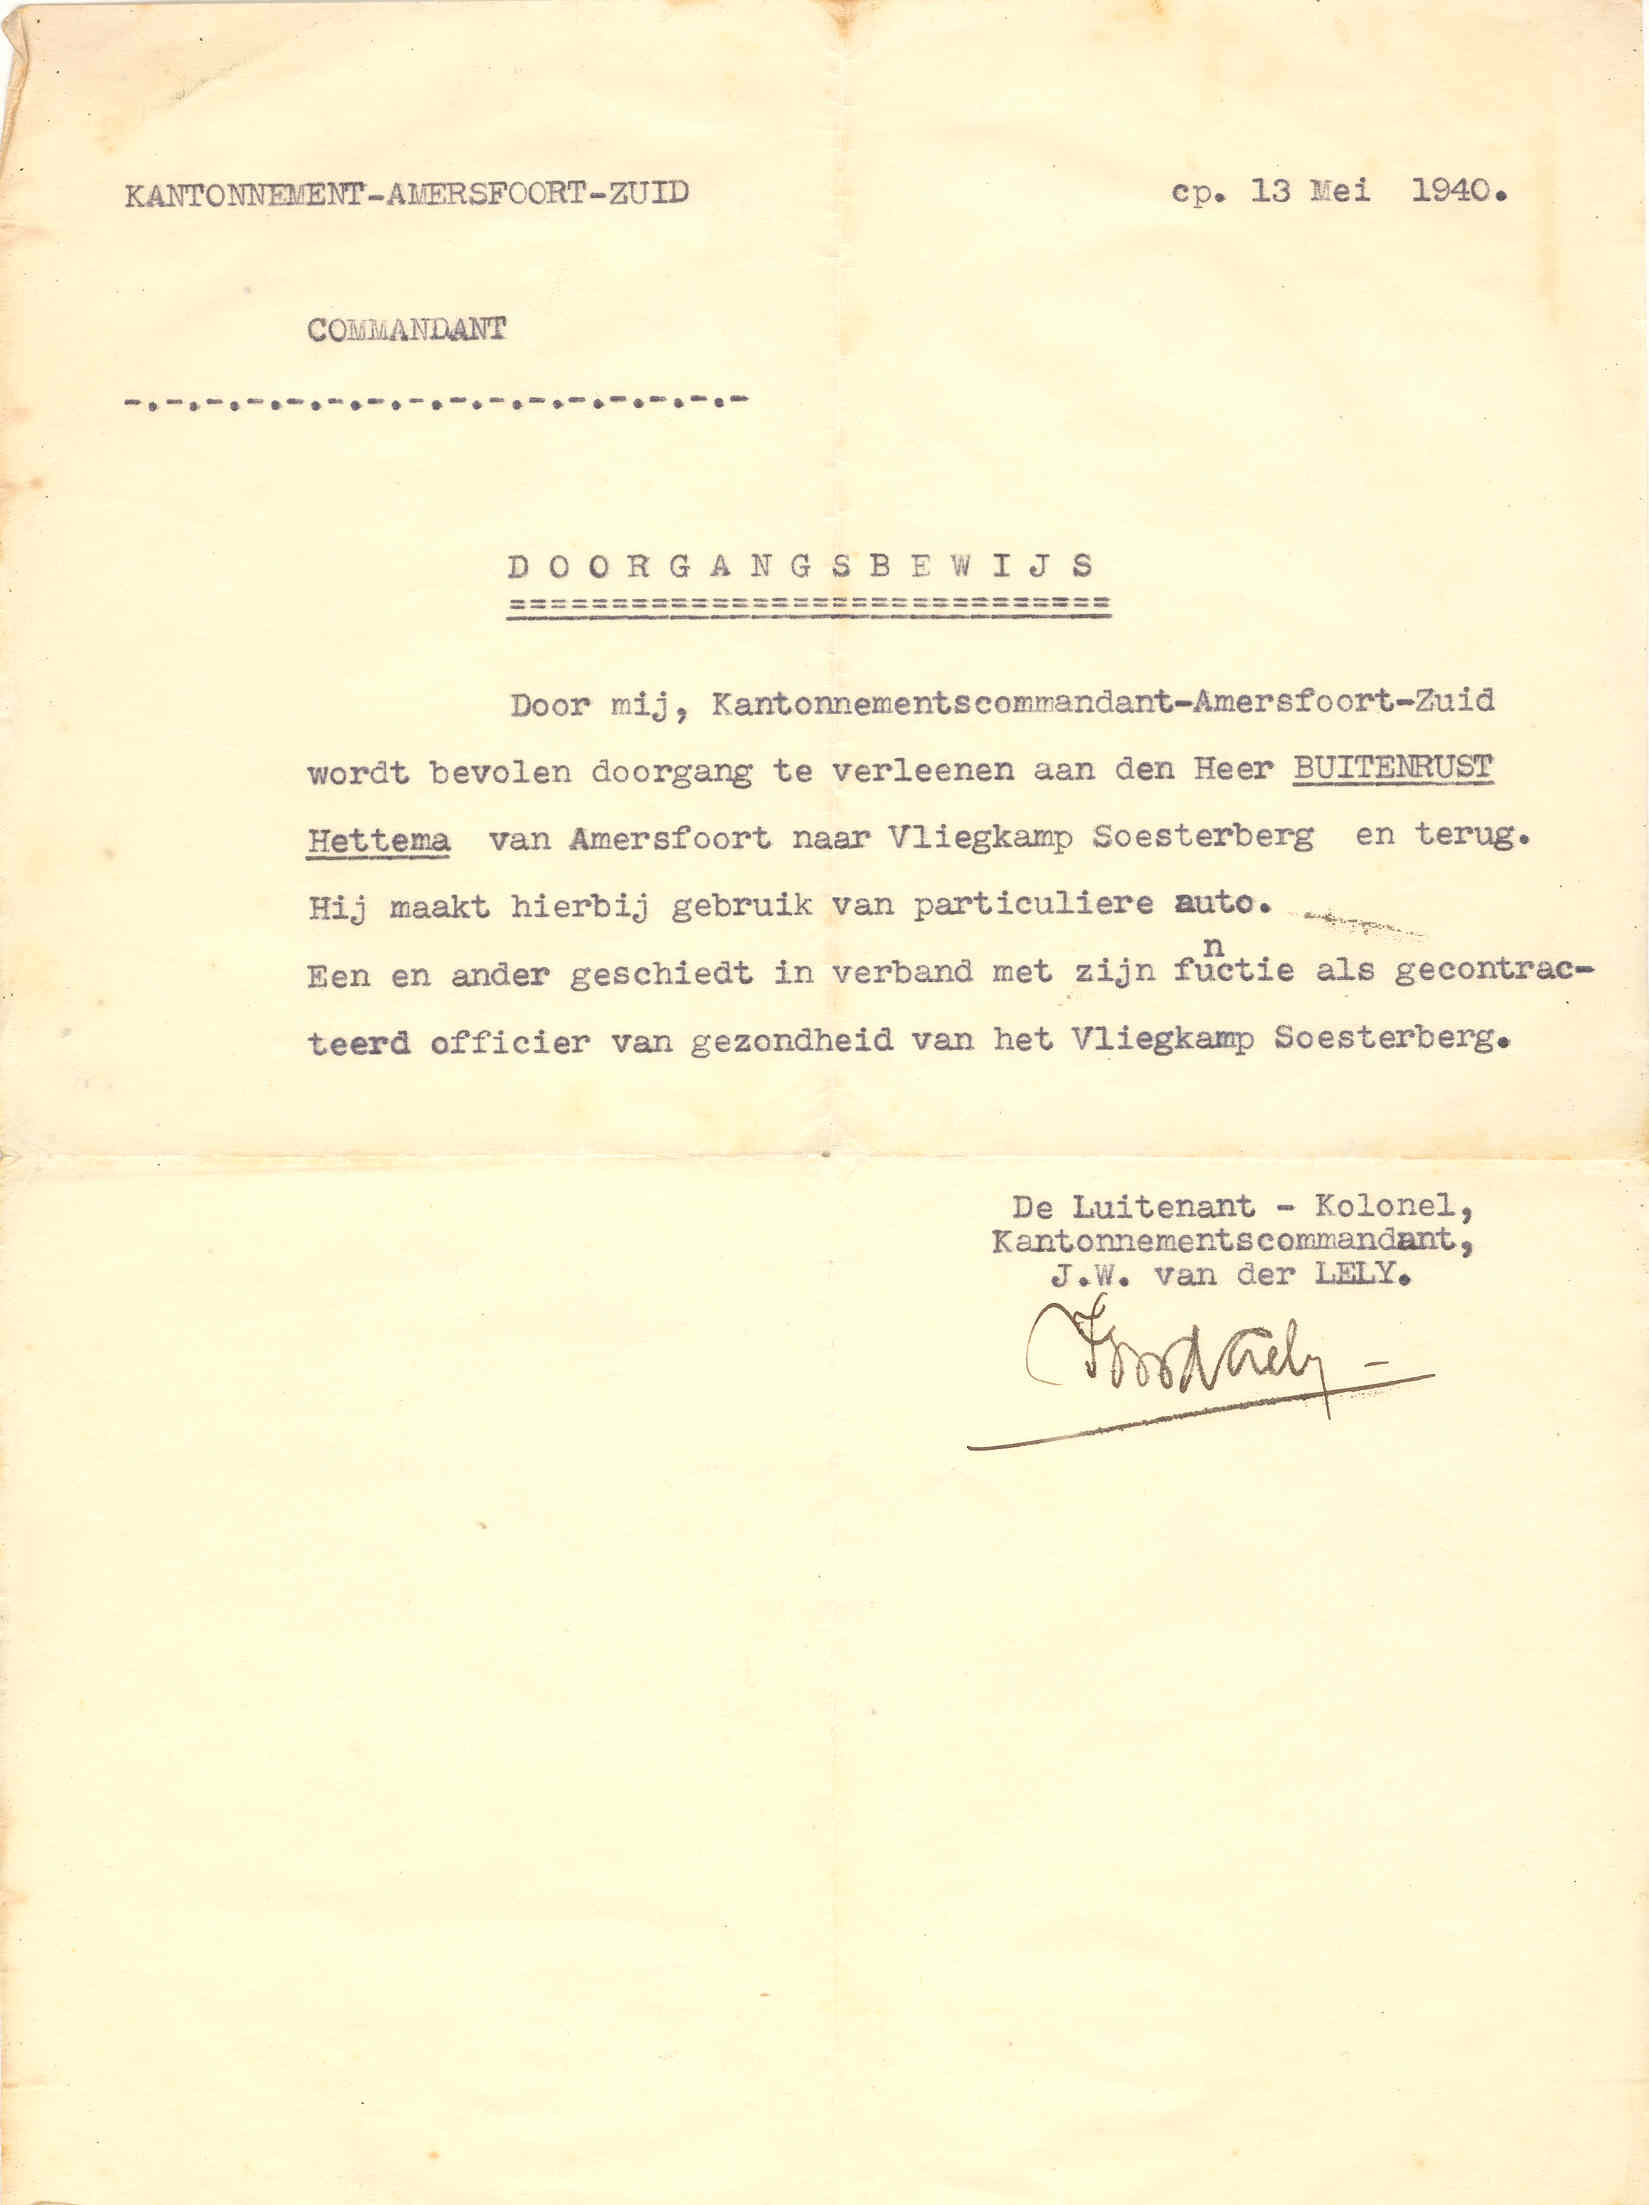 KANTONNEMENT-AMERSFOORT-ZUID
cp. 13 Mei 1940.
COMMANDANT
-.-.-.-.-.-.-.-.-.-.-.-.-.-.-.-
D O O R G A N G S B E W I J S
==============================
Door mij, Kantonnementscommandant-Amersfoort-Zuid
wordt bevolen doorgang te verleenen aan den Heer BUITENRUST
Hettema van Amersfoort naar Vliegkamp Soesterberg en terug.
Hij maakt hierbij gebruik van particuliere auto.
Een en ander geschiedt in verband met zijn functie als gecontrac-
teerd officier van gezondheid van het Vliegkamp Soesterberg.
De Luitenant - Kolonel,
Kantonnementscommandant,
J.W. van der LELY.